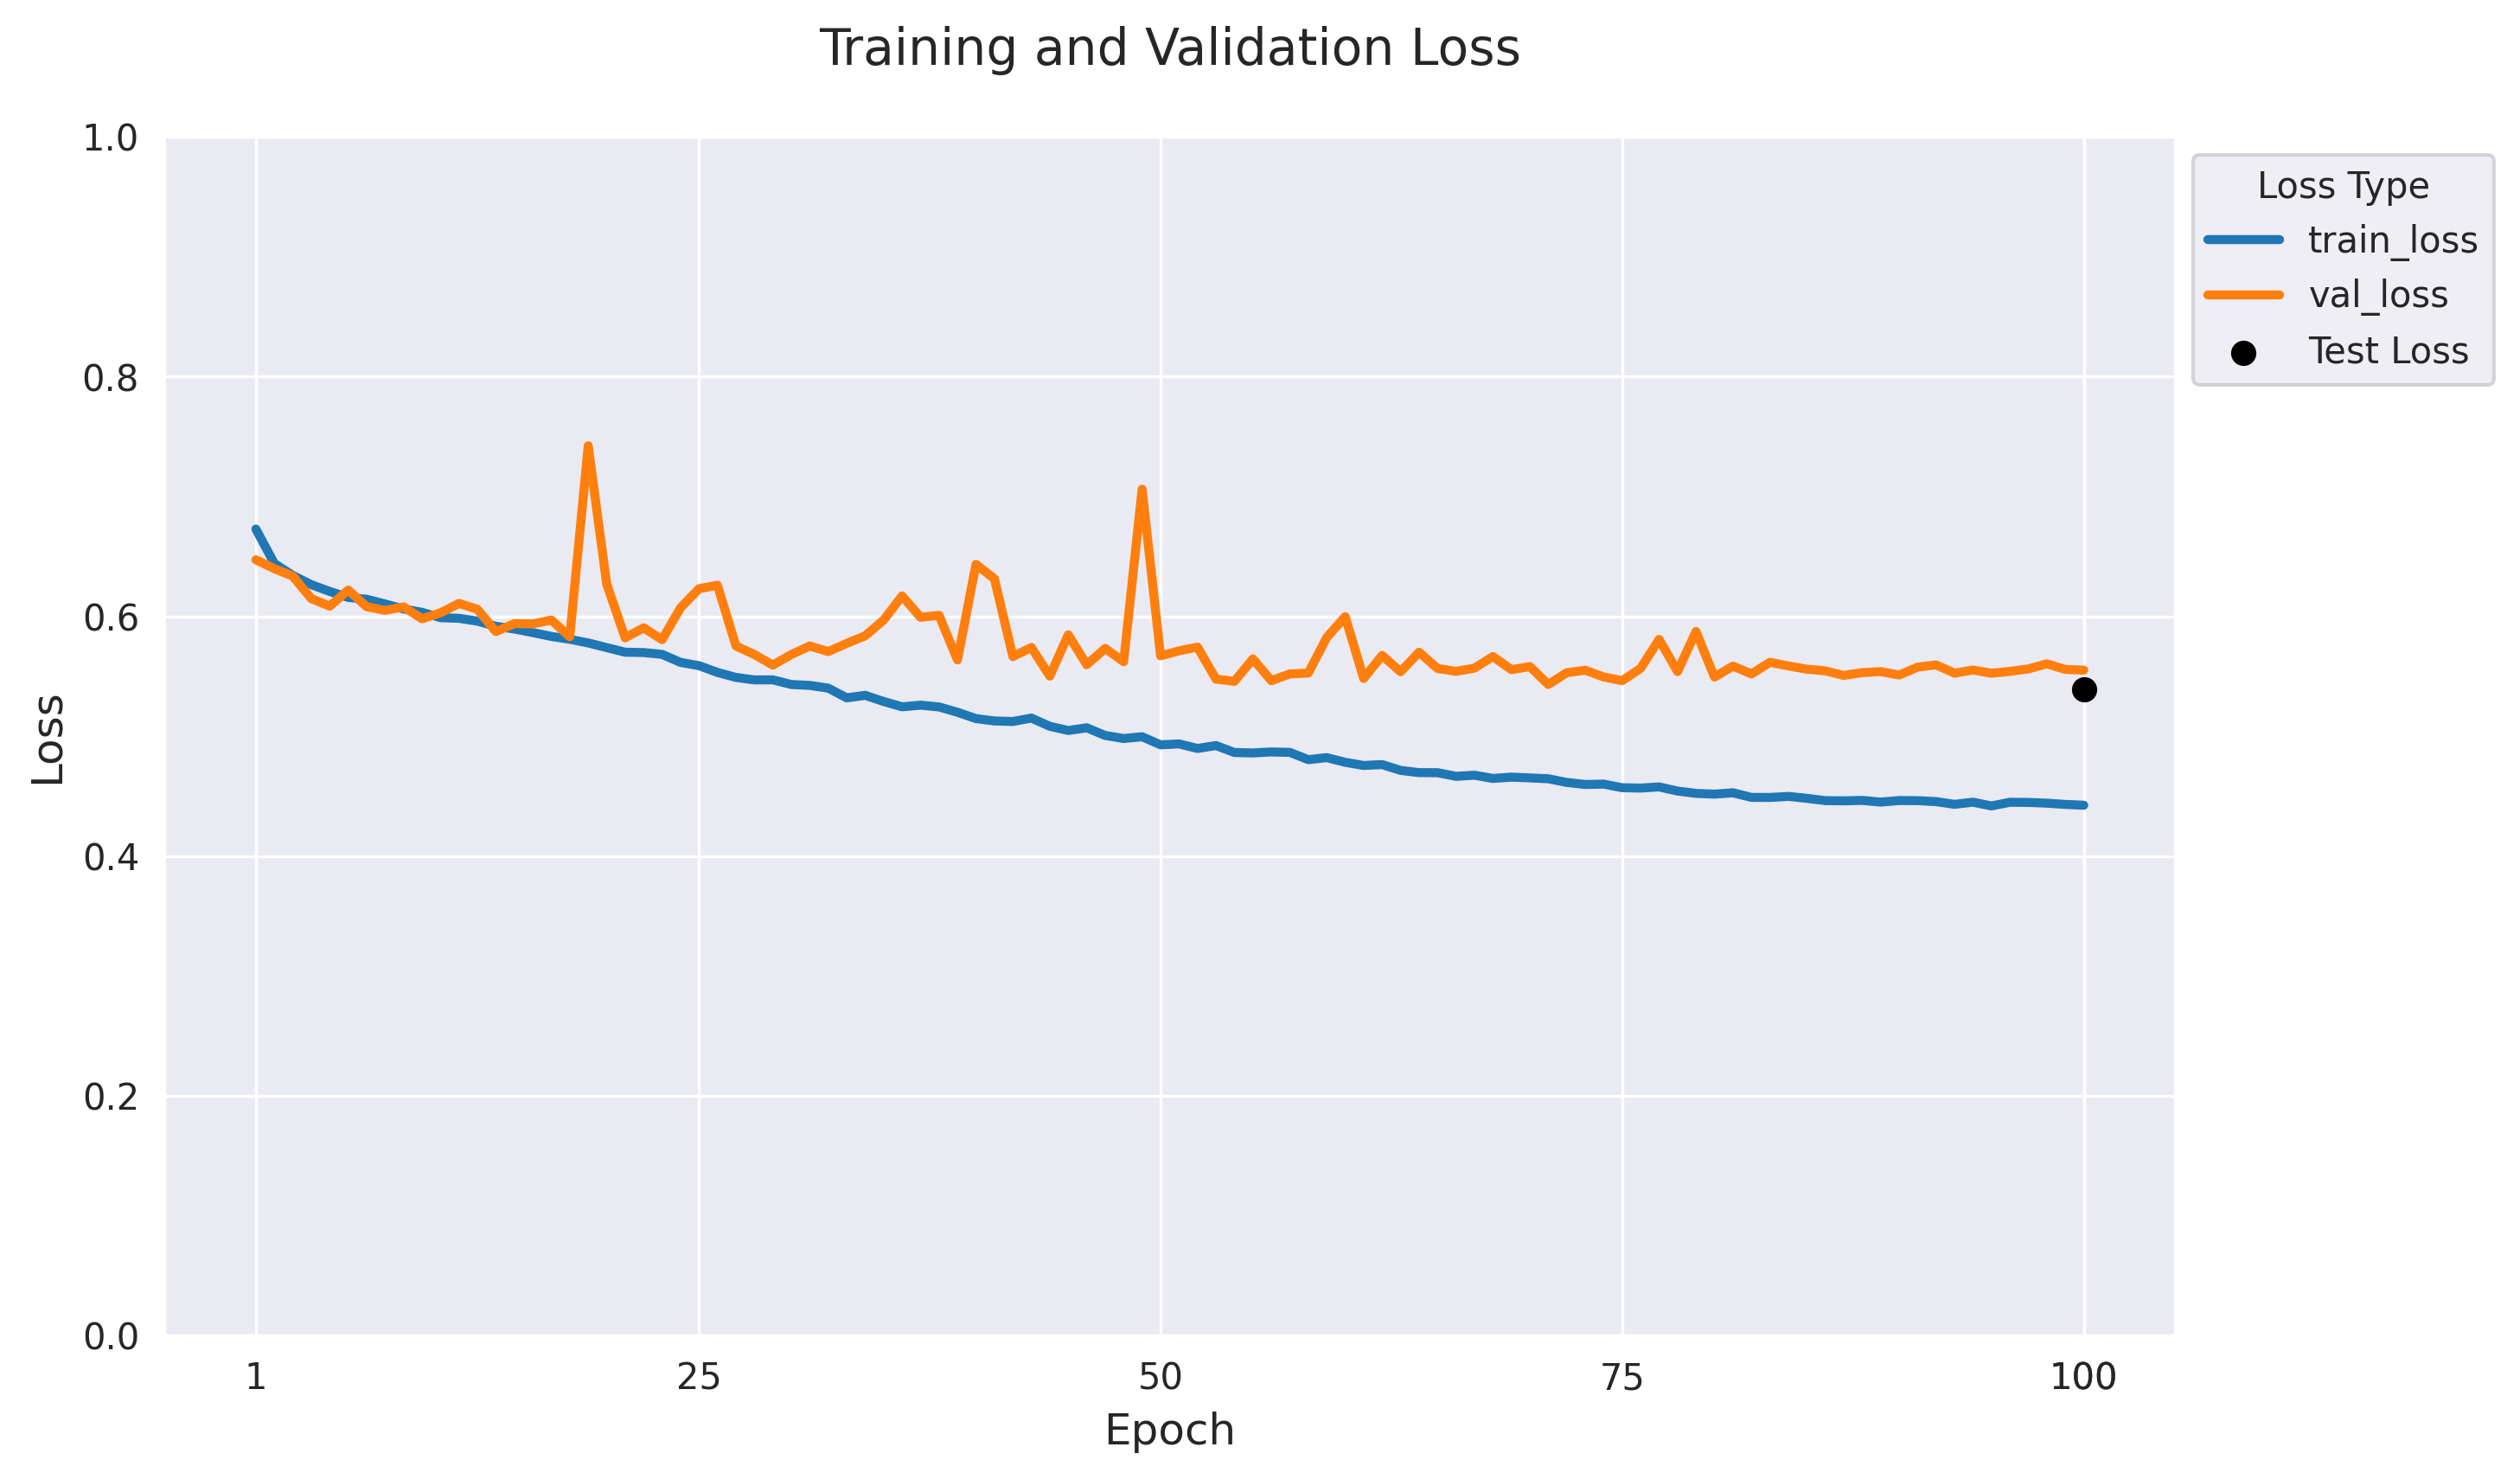 Training and Validation Loss
1.0
0.8
0.6
0.4
0.2
0.0
Loss
1 25 50 75 100
Epoch
Loss Type
train_loss
val_loss
Test Loss